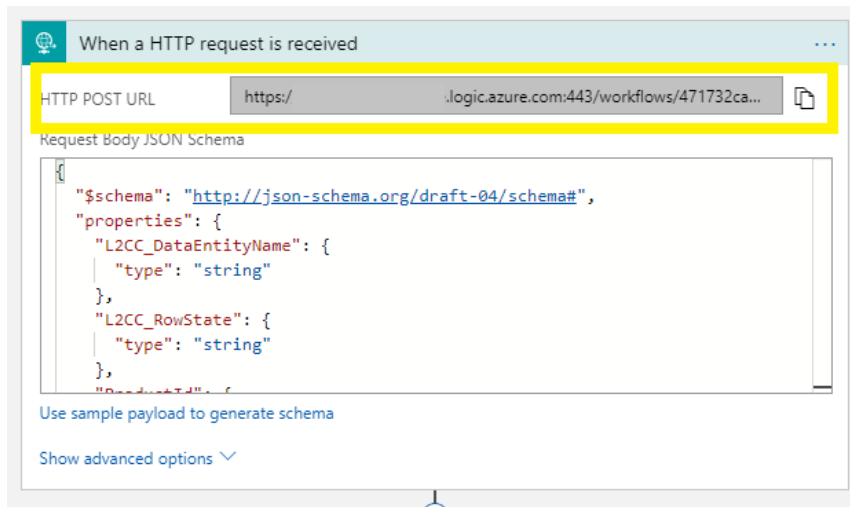 When a HTTP request is received
...
HTTP POST URL https:/ .logic.azure.com:443/workflows/471732ca...
Request Body JSON Schema
{
"$schema": "http://json-schema.org/draft-04/schema#",
"properties": {
"L2CC_DataEntityName": {
"type": "string"
},
"L2CC_RowState": {
"type": "string"
},
"ProductId": {
Use sample payload to generate schema
Show advanced options